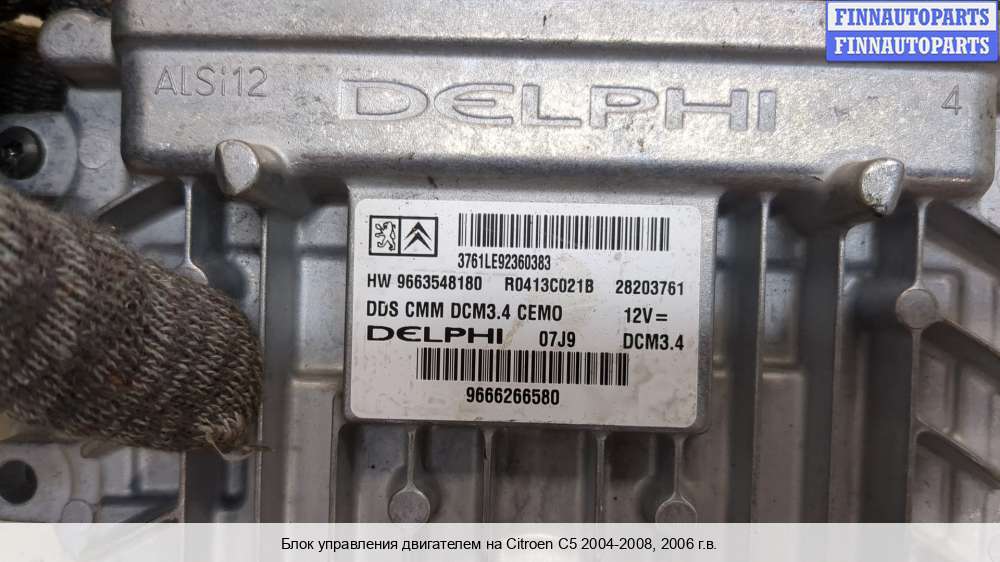 FINNAUTOPARTS
FINNAUTOPARTS
ALSi12 DELPHI 4
3761LE92360383
HW 9663548180 R0413C021B 28203761
DDS CMM DCM3.4 CEMO 12V=
DELPHI 07J9 DCM3.4
9666266580
Блок управления двигателем на Citroen C5 2004-2008, 2006 г.в.